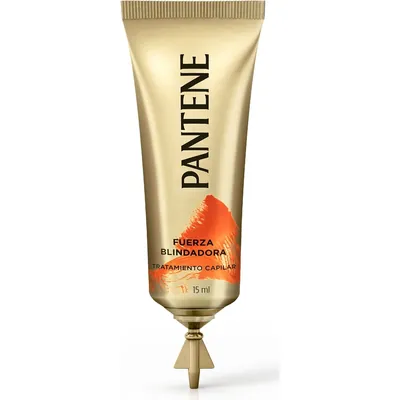 PANTENE
FUERZA
BLINDADORA
TRATAMIENTO CAPILAR
15 ml